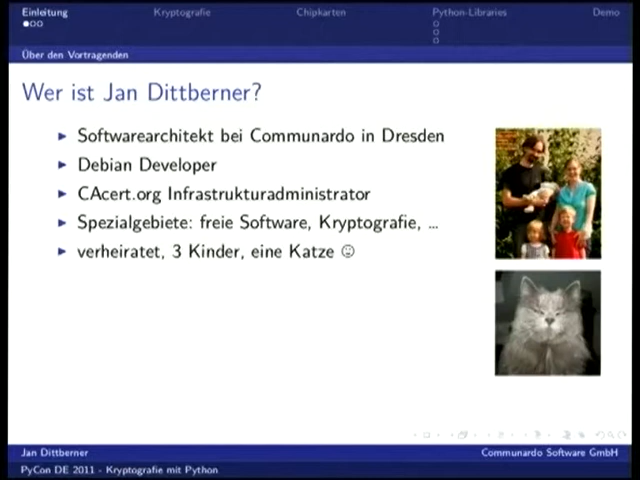 Einleitung Kryptografie Chipkarten Python-Libraries Demo
Über den Vortragenden
Wer ist Jan Dittberner?
Softwarearchitekt bei Communardo in Dresden
Debian Developer
CAcert.org Infrastrukturadministrator
Spezialgebiete: freie Software, Kryptografie, ...
verheiratet, 3 Kinder, eine Katze ☺
Jan Dittberner Communardo Software GmbH
PyCon DE 2011 - Kryptografie mit Python